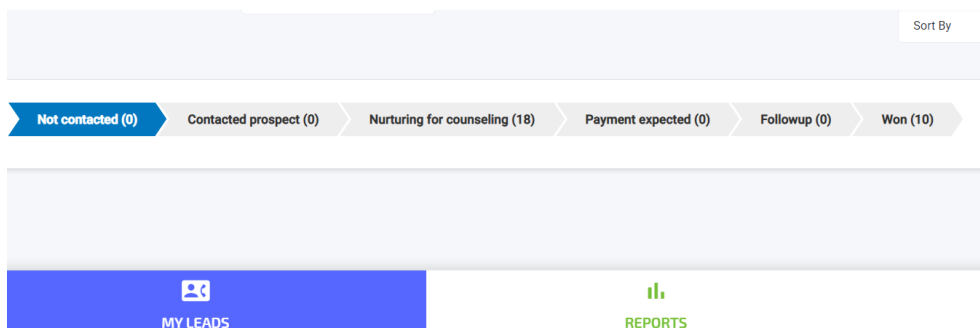 Sort By
Not contacted (0) Contacted prospect (0) Nurturing for counseling (18) Payment expected (0) Followup (0) Won (10)
MY LEADS REPORTS